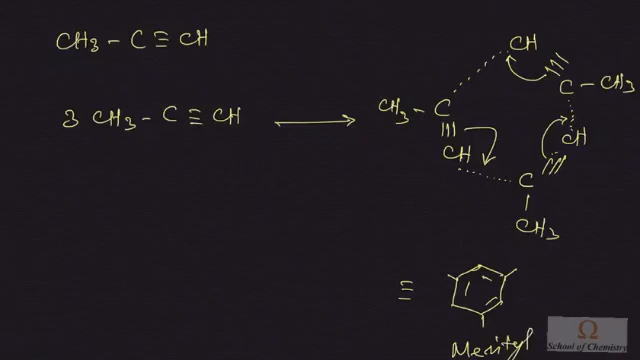 CH3 - C ≡ CH
CH
C - CH3
3 CH3 - C ≡ CH ⟶ CH3 - C
CH
CH
C
CH3
≡
Mesityl
Ω
School of Chemistry